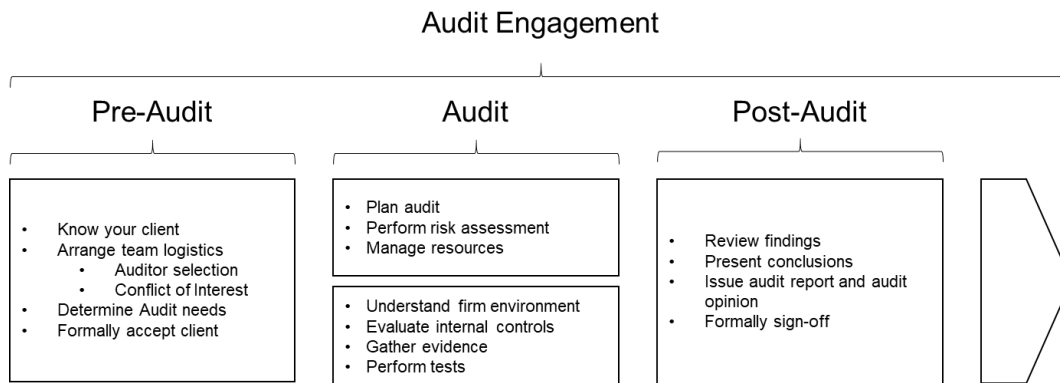 Audit Engagement
Pre-Audit
Audit
Post-Audit
• Know your client
• Arrange team logistics
• Auditor selection
• Conflict of Interest
• Determine Audit needs
• Formally accept client
• Plan audit
• Perform risk assessment
• Manage resources
• Understand firm environment
• Evaluate internal controls
• Gather evidence
• Perform tests
• Review findings
• Present conclusions
• Issue audit report and audit
opinion
• Formally sign-off